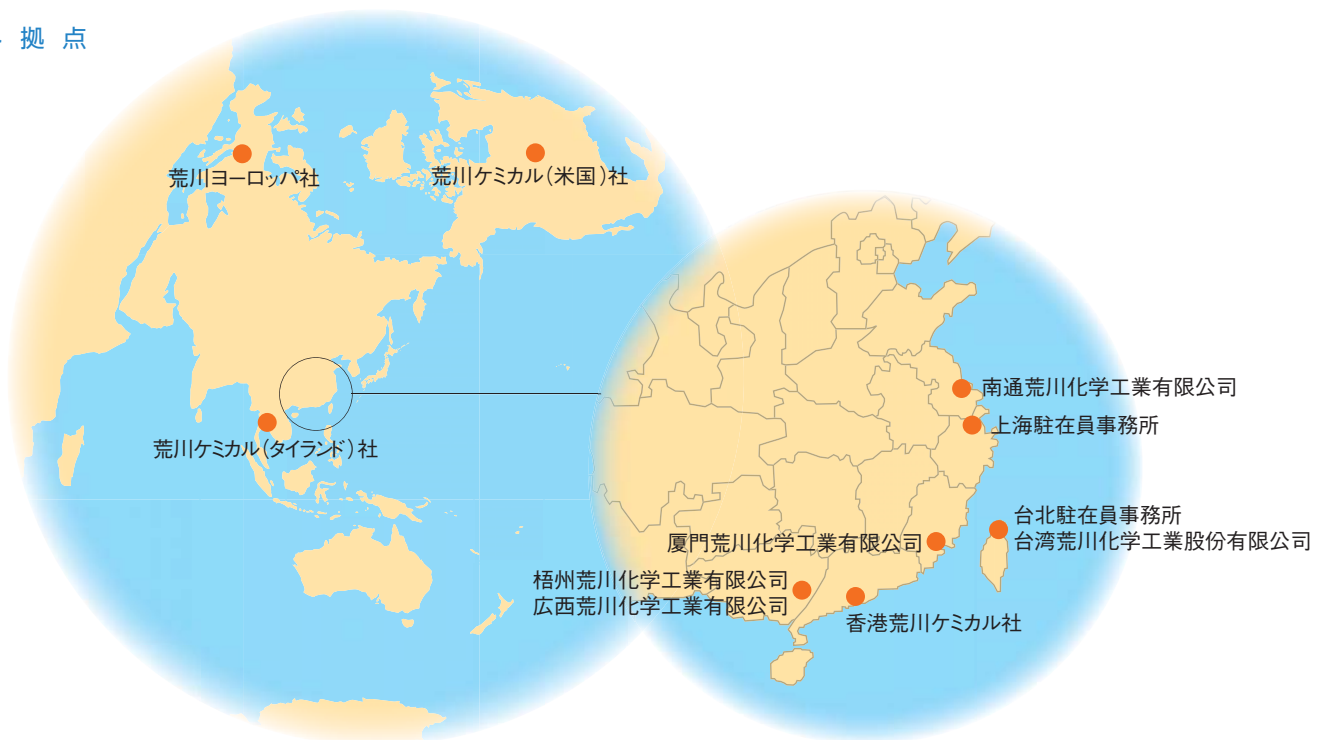 拠点
荒川ヨーロッパ社
荒川ケミカル(米国)社
荒川ケミカル(タイランド)社
南通荒川化学工業有限公司
上海駐在員事務所
台北駐在員事務所
台湾荒川化学工業股份有限公司
厦門荒川化学工業有限公司
梧州荒川化学工業有限公司
広西荒川化学工業有限公司
香港荒川ケミカル社